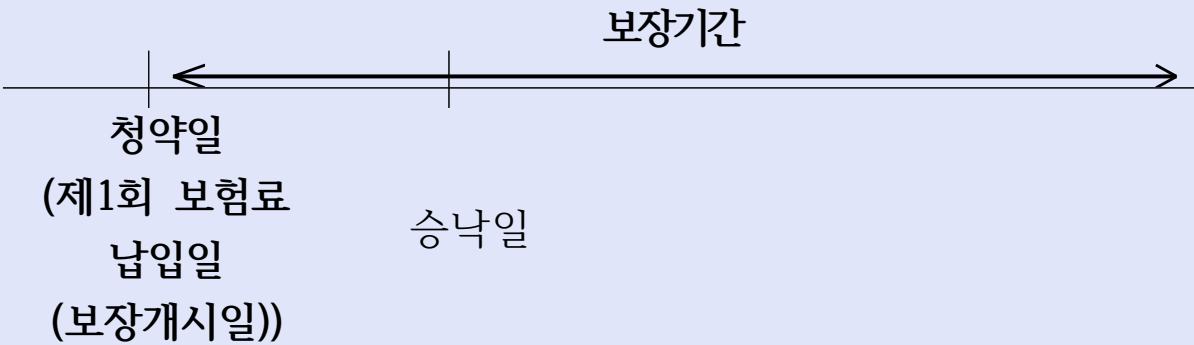 보장기간
청약일
(제1회 보험료
납입일
(보장개시일))
승낙일